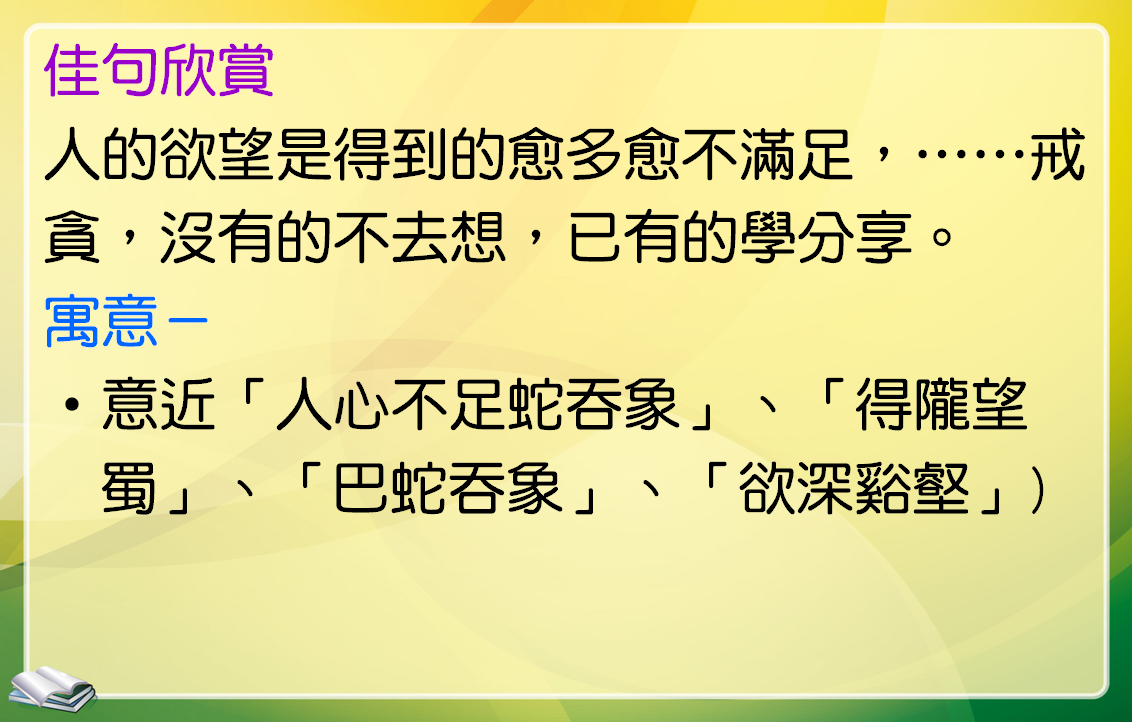 佳句欣賞
人的欲望是得到的愈多愈不滿足，……戒
貪，沒有的不去想，已有的學分享。
寓意一
•意近「人心不足蛇吞象」、「得隴望
蜀」、「巴蛇吞象」、「欲深谿壑」)